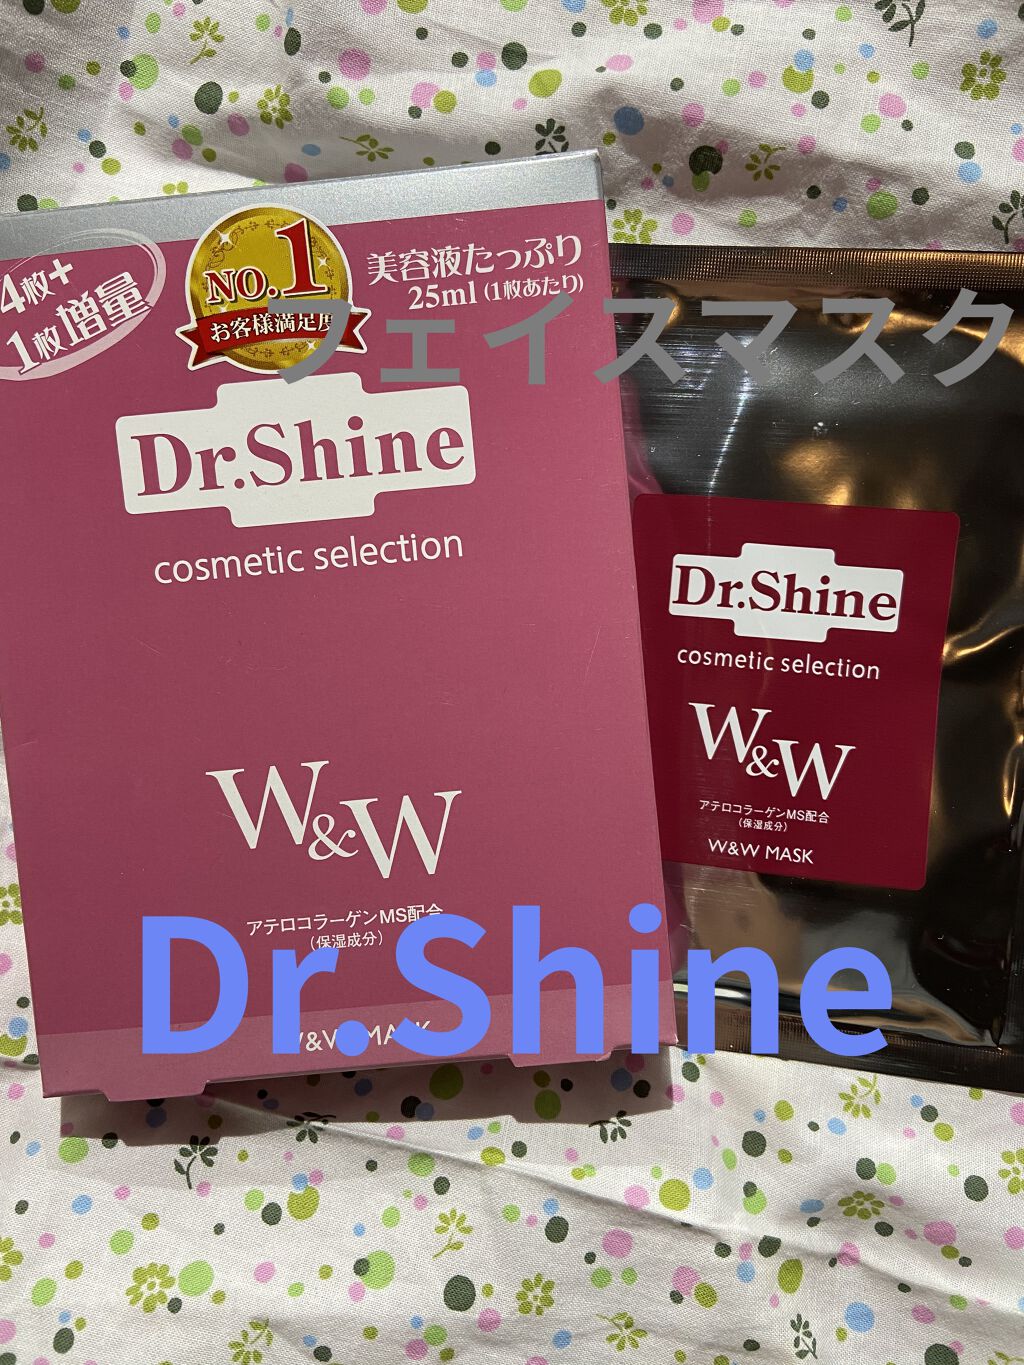 4枚+
1枚増量
NO.1
お客様満足度
美容液たっぷり
25ml (1枚あたり)
フェイスマスク
Dr.Shine
cosmetic selection
W&W
アテロコラーゲンMS配合
(保湿成分)
W&W MASK
Dr.Shine
cosmetic selection
W&W
アテロコラーゲンMS配合
(保湿成分)
W&W MASK
Dr.Shine